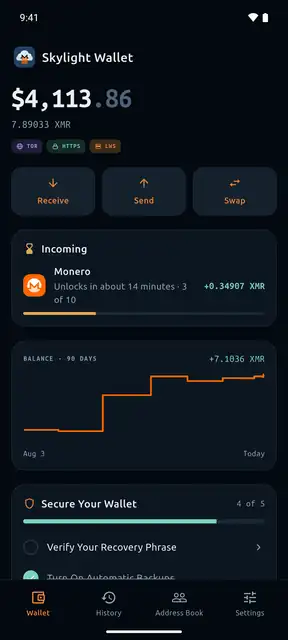 9:41
Skylight Wallet
$4,113.86
7.89033 XMR
TOR
HTTPS
LWS
Receive
Send
Swap
Incoming
Monero
Unlocks in about 14 minutes · 3
of 10
+0.34907 XMR
BALANCE · 90 DAYS
+7.1036 XMR
Aug 3
Today
Secure Your Wallet
4 of 5
Verify Your Recovery Phrase
Turn On Automatic Backups
Wallet
History
Address Book
Settings